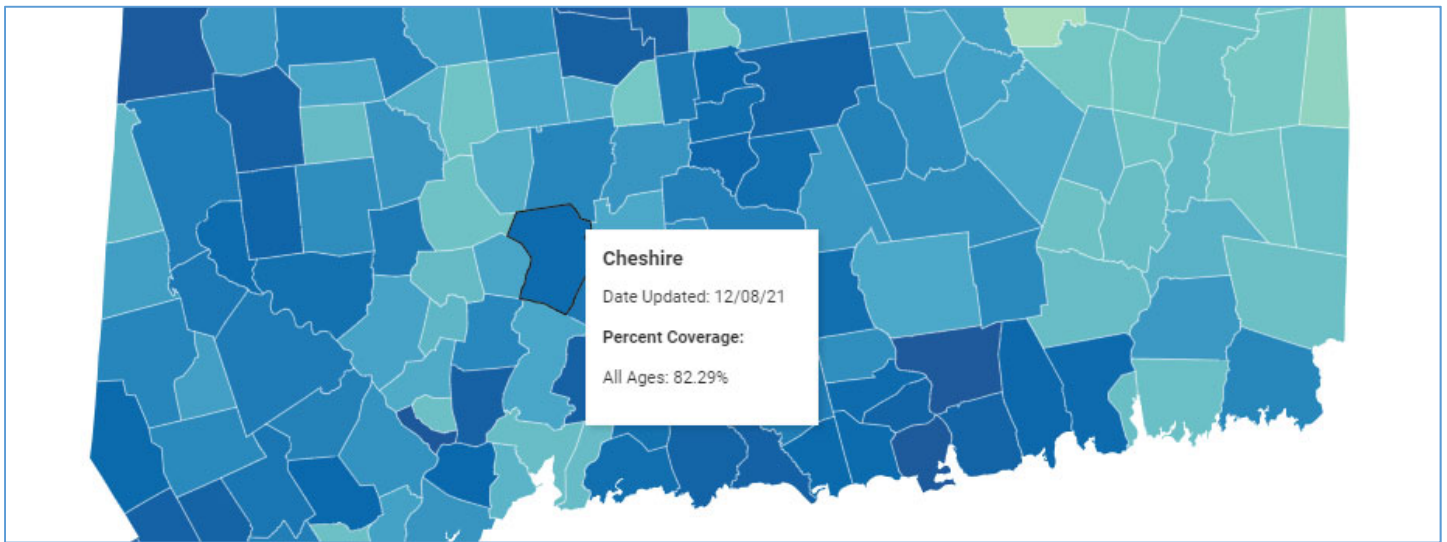 Cheshire
Date Updated: 12/08/21
Percent Coverage:
All Ages: 82.29%